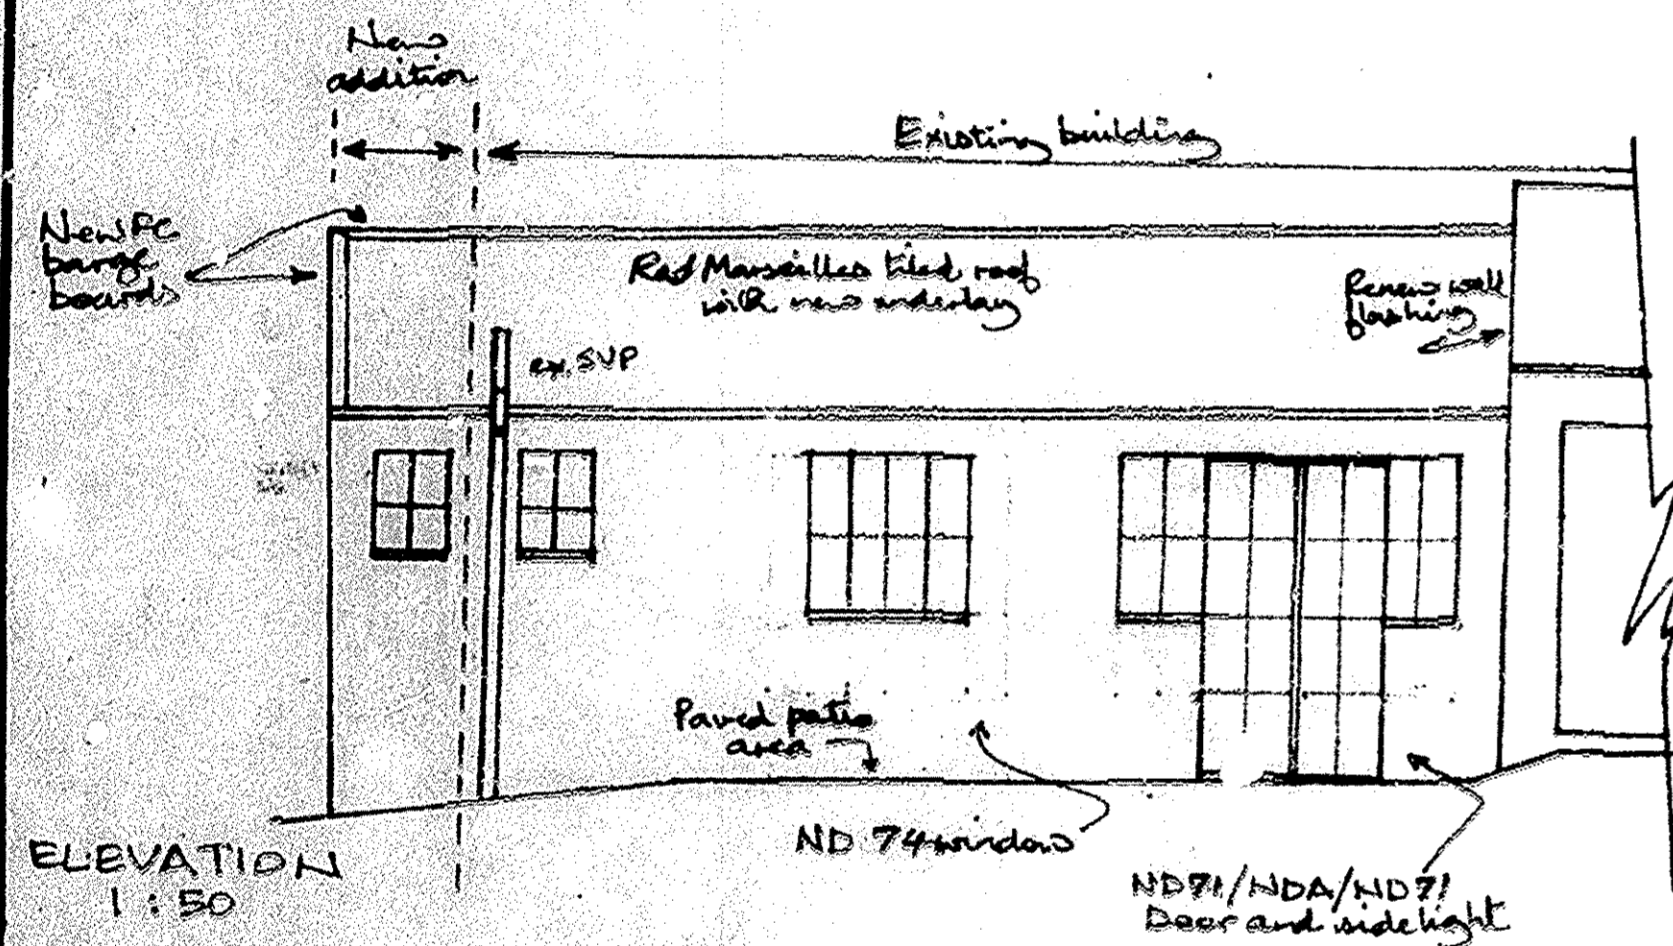 New
addition
Existing building
New FC
barge
boards
Red Marseilles tiled roof
with new underlay
Renew wall
flashing
ex. SVP
Paved patio
area
ND 74 window
ND71/NDA/ND71
Door and sidelight
ELEVATION
1:50